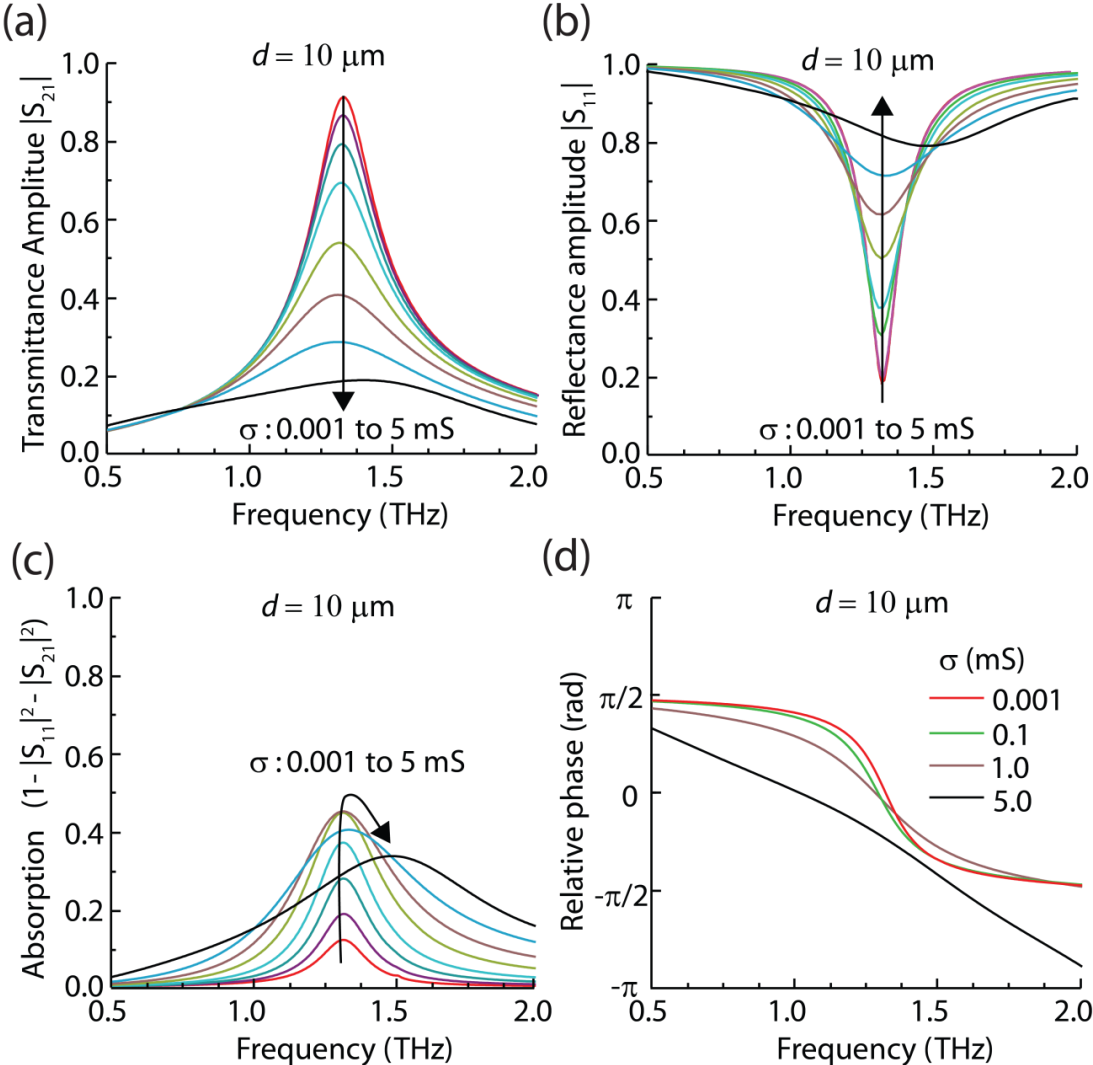 (a)
d = 10 μm
Transmittance Amplitue |S21|
1.0
0.8
0.6
0.4
0.2
0.0
σ : 0.001 to 5 mS
0.5
1.0
1.5
2.0
Frequency (THz)
(b)
d = 10 μm
Reflectance amplitude |S11|
1.0
0.8
0.6
0.4
0.2
0.0
σ : 0.001 to 5 mS
0.5
1.0
1.5
2.0
Frequency (THz)
(c)
d = 10 μm
Absorption (1- |S11|² - |S21|²)
1.0
0.8
0.6
0.4
0.2
0.0
σ : 0.001 to 5 mS
0.5
1.0
1.5
2.0
Frequency (THz)
(d)
d = 10 μm
Relative phase (rad)
π
π/2
0
-π/2
-π
σ (mS)
0.001
0.1
1.0
5.0
0.5
1.0
1.5
2.0
Frequency (THz)